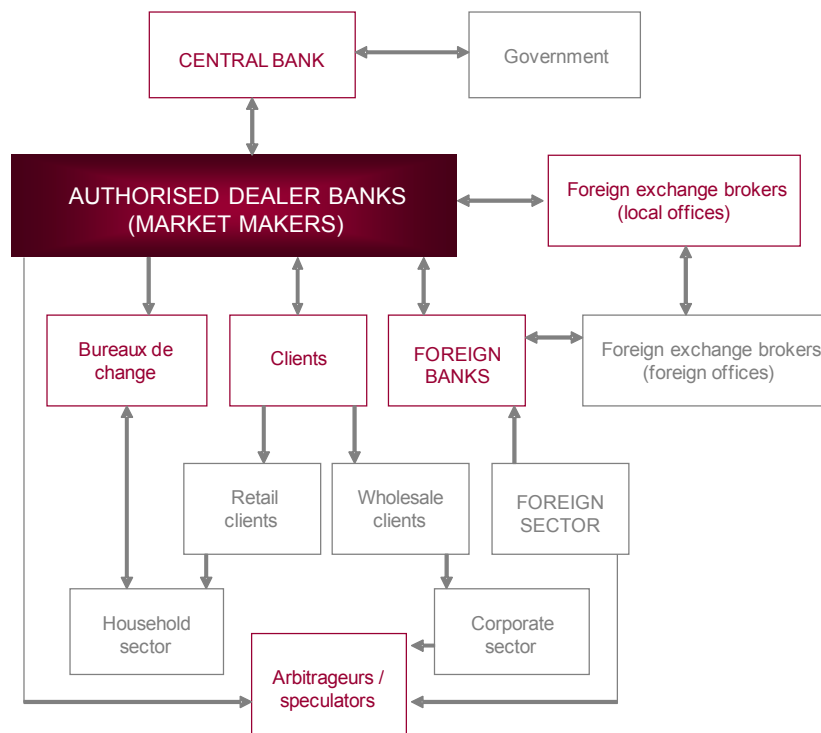 CENTRAL BANK
Government
AUTHORISED DEALER BANKS
(MARKET MAKERS)
Foreign exchange brokers
(local offices)
Bureaux de
change
Clients
FOREIGN
BANKS
Foreign exchange brokers
(foreign offices)
Retail
clients
Wholesale
clients
FOREIGN
SECTOR
Household
sector
Corporate
sector
Arbitrageurs /
speculators